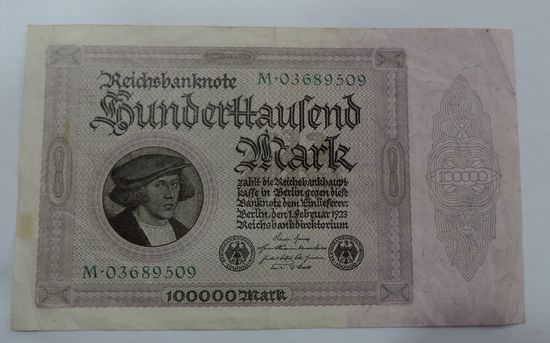 Reichsbanknote M·03689509
Hunderttausend
Mark
100000
zahlt die Reichsbankhaupt-
kasse in Berlin gegen diese
Banknote dem Einlieferer.
Berlin, den 1. Februar 1923
Reichsbankdirektorium
M·03689509
100000 Mark